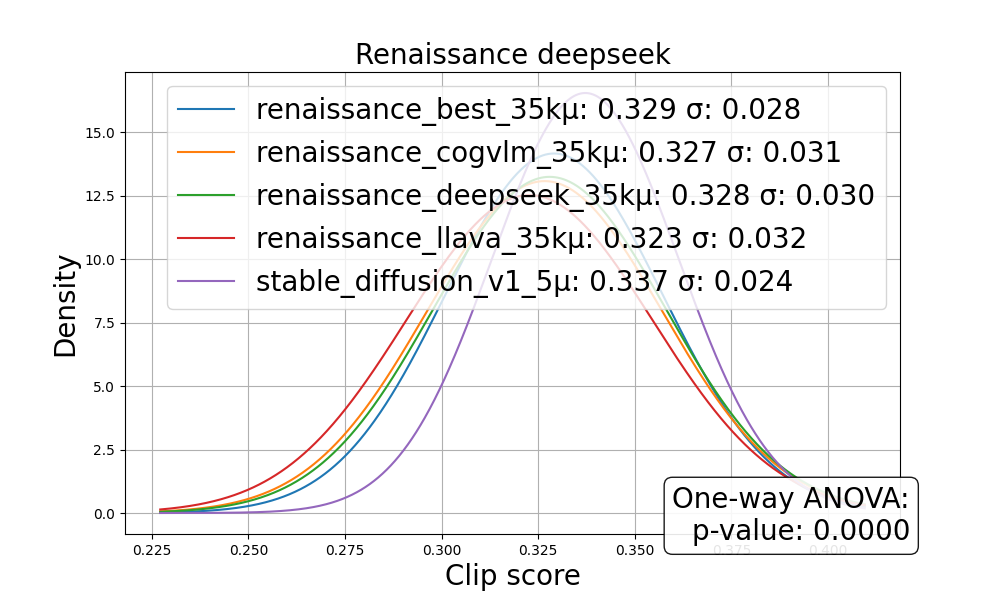 Renaissance deepseek
renaissance_best_35kμ: 0.329 σ: 0.028
renaissance_cogvlm_35kμ: 0.327 σ: 0.031
renaissance_deepseek_35kμ: 0.328 σ: 0.030
renaissance_llava_35kμ: 0.323 σ: 0.032
stable_diffusion_v1_5μ: 0.337 σ: 0.024
Density
15.0
12.5
10.0
7.5
5.0
2.5
0.0
One-way ANOVA:
p-value: 0.0000
0.225 0.250 0.275 0.300 0.325 0.350 0.375 0.400
Clip score